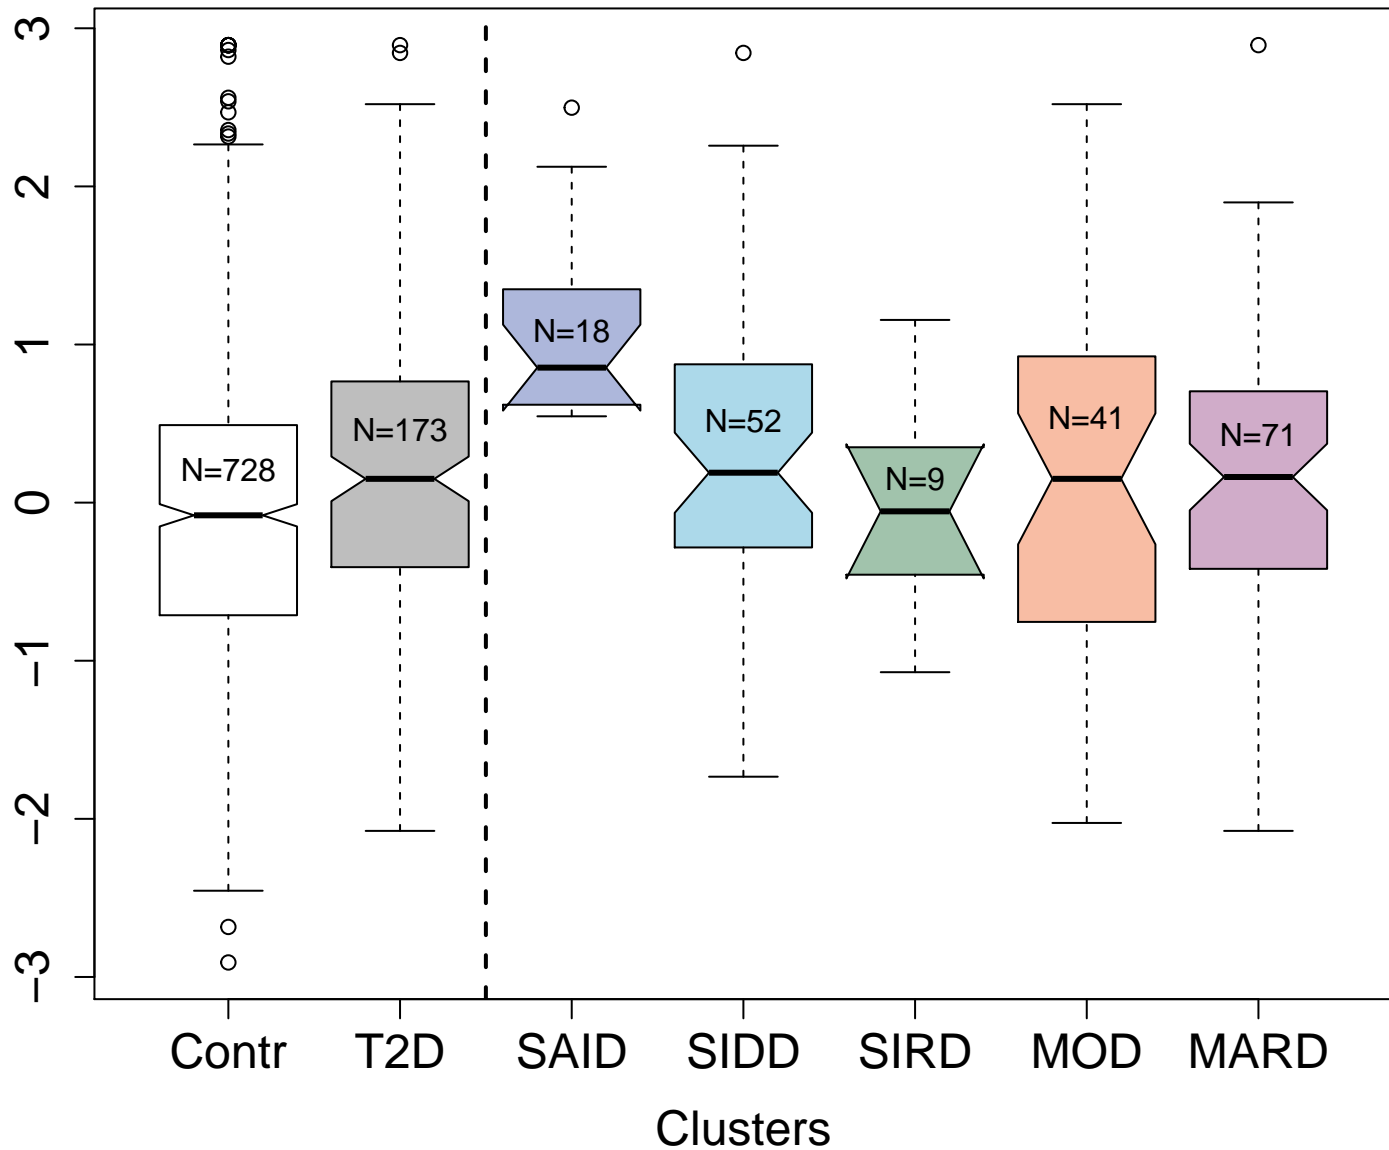 3
2
1
0
−1
−2
−3
N=728
N=173
N=18
N=52
N=9
N=41
N=71
Contr T2D SAID SIDD SIRD MOD MARD
Clusters